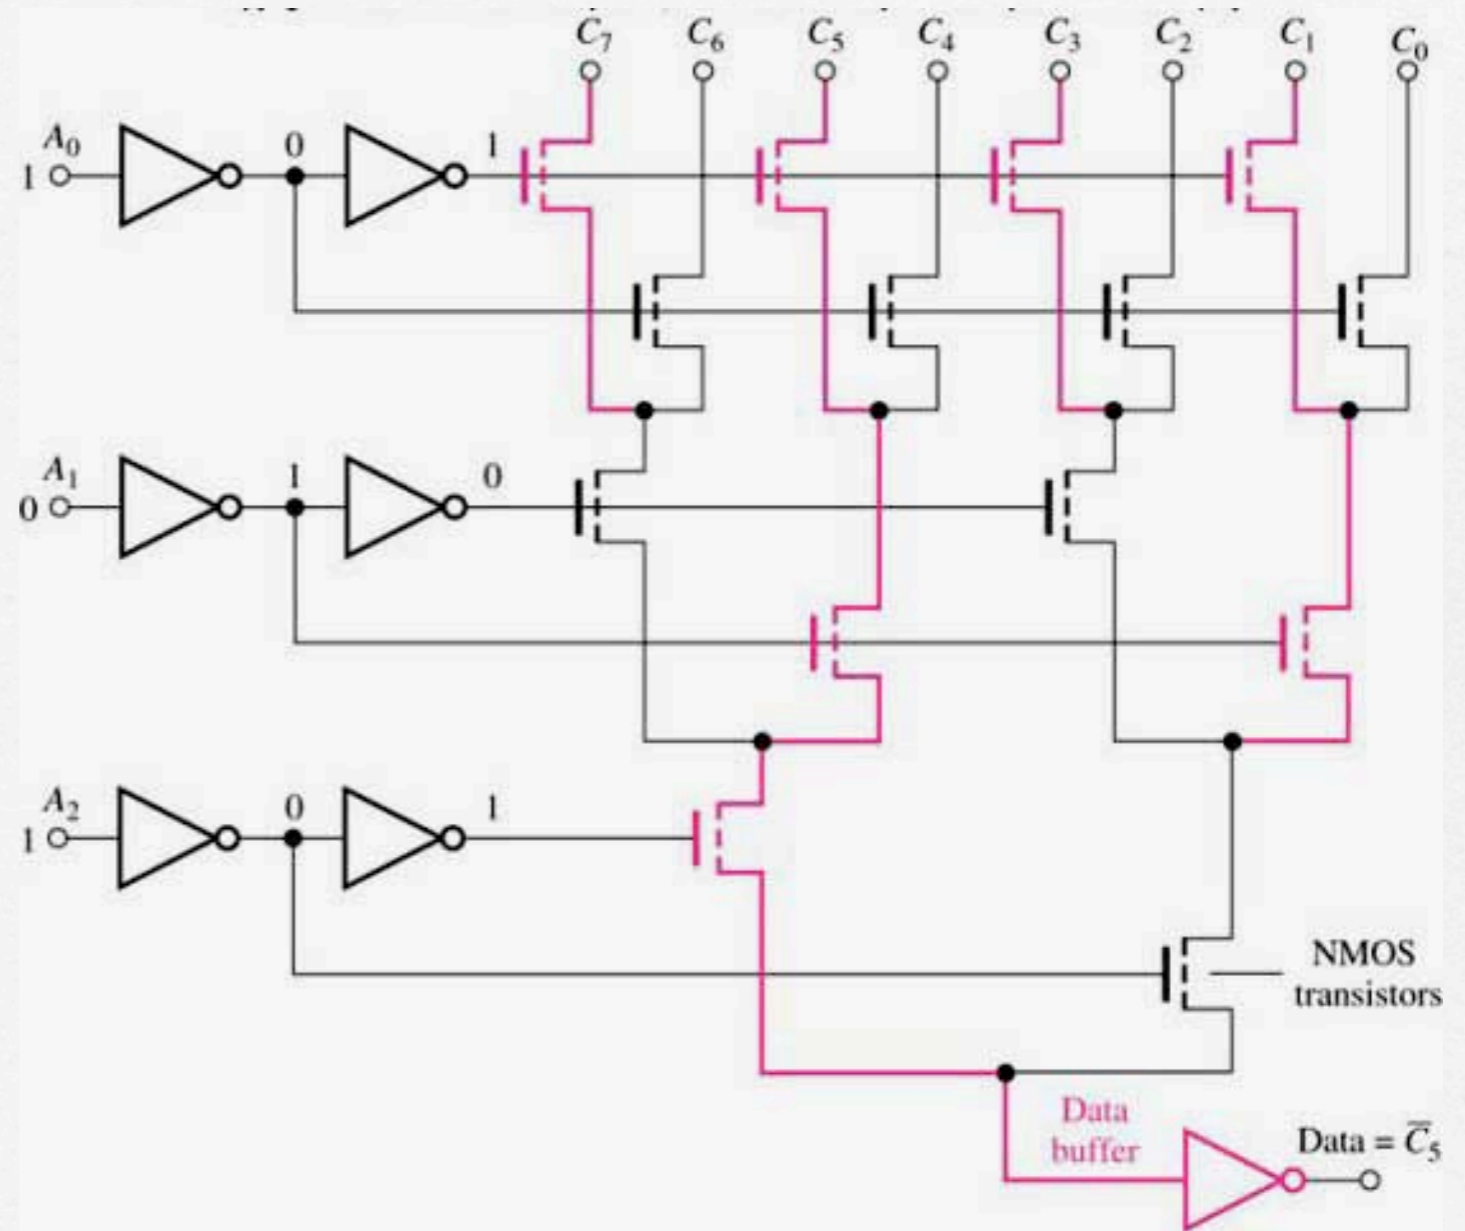 C₇ C₆ C₅ C₄ C₃ C₂ C₁ C₀
A₀
1
0
1
A₁
0
1
0
A₂
1
0
1
NMOS
transistors
Data
buffer
Data = C̅₅